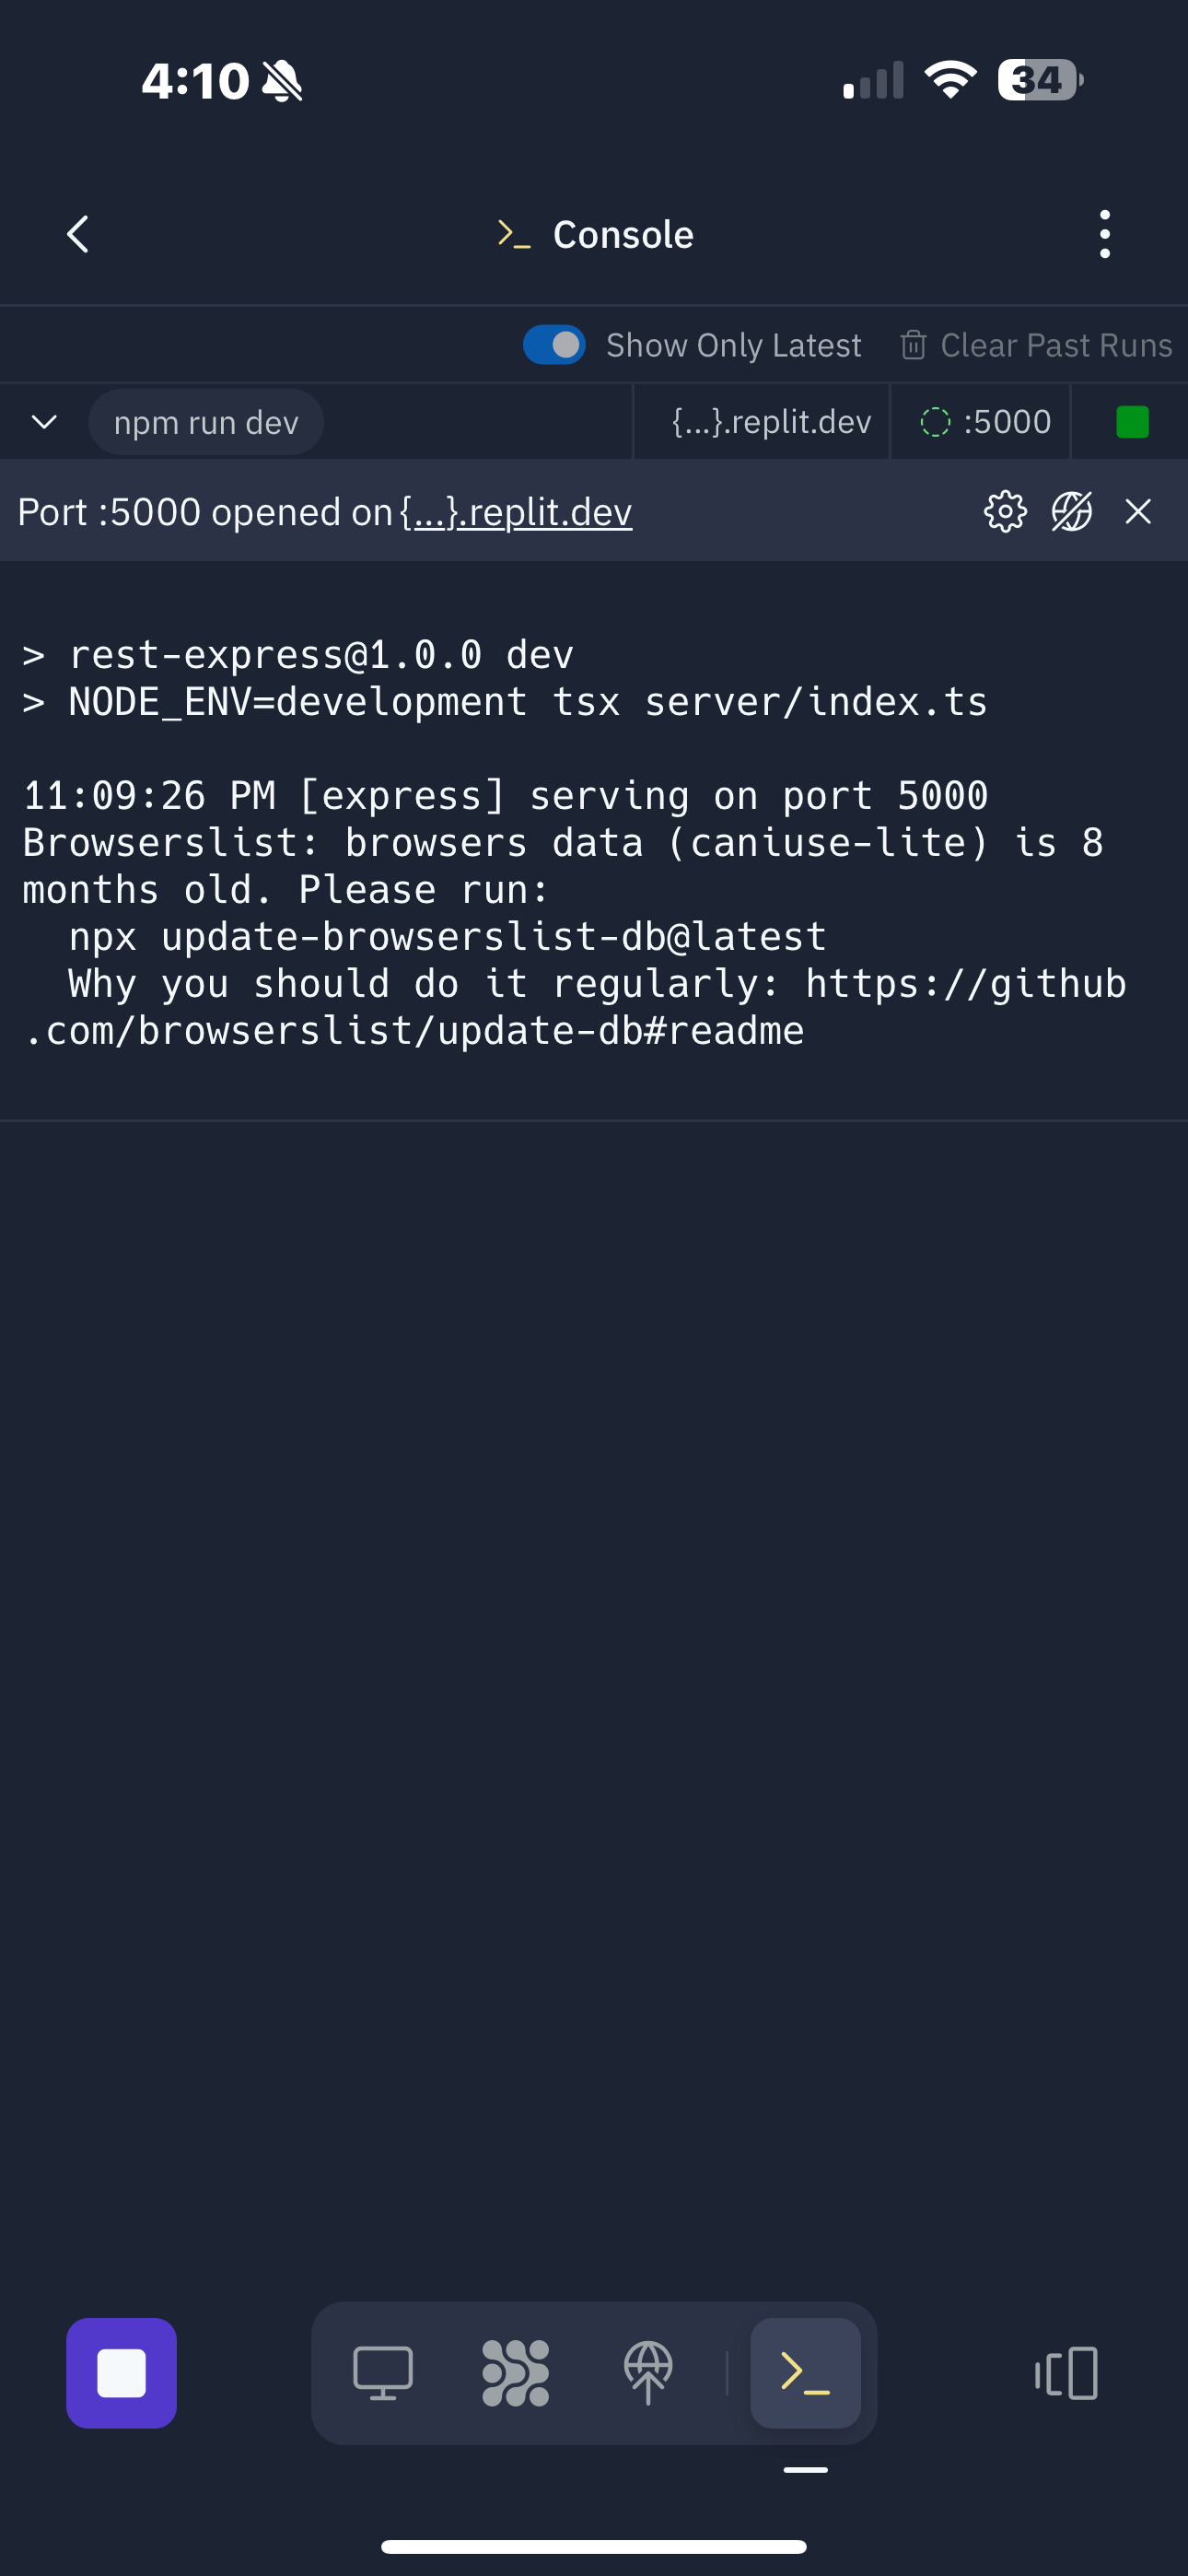 4:10
34
>_ Console
Show Only Latest Clear Past Runs
npm run dev {...}.replit.dev :5000
Port :5000 opened on {...}.replit.dev
> rest-express@1.0.0 dev
> NODE_ENV=development tsx server/index.ts
11:09:26 PM [express] serving on port 5000
Browserslist: browsers data (caniuse-lite) is 8
months old. Please run:
npx update-browserslist-db@latest
Why you should do it regularly: https://github
.com/browserslist/update-db#readme